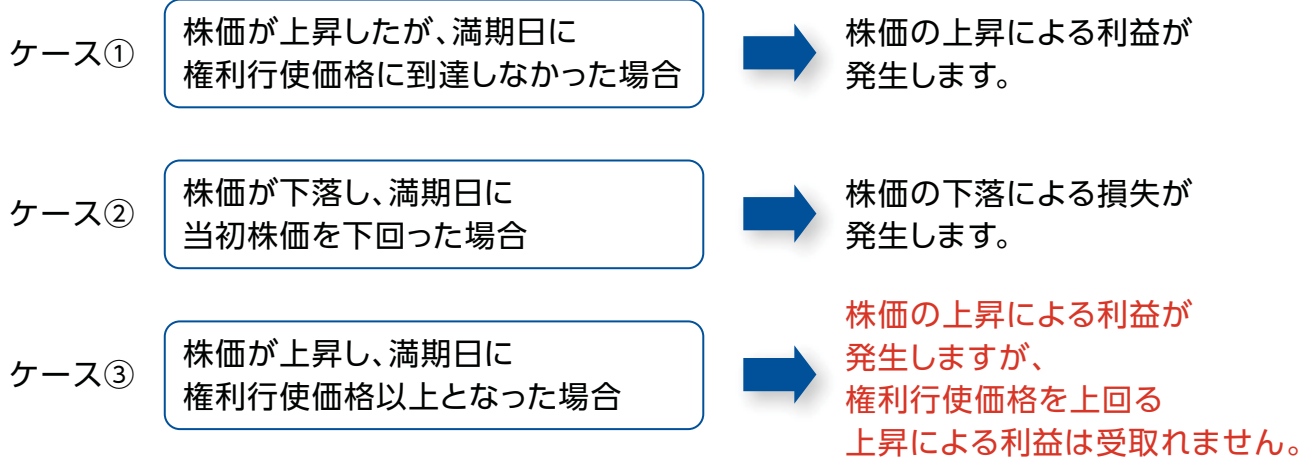 ケース①
株価が上昇したが、満期日に
権利行使価格に到達しなかった場合
株価の上昇による利益が
発生します。
ケース②
株価が下落し、満期日に
当初株価を下回った場合
株価の下落による損失が
発生します。
ケース③
株価が上昇し、満期日に
権利行使価格以上となった場合
株価の上昇による利益が
発生しますが、
権利行使価格を上回る
上昇による利益は受取れません。